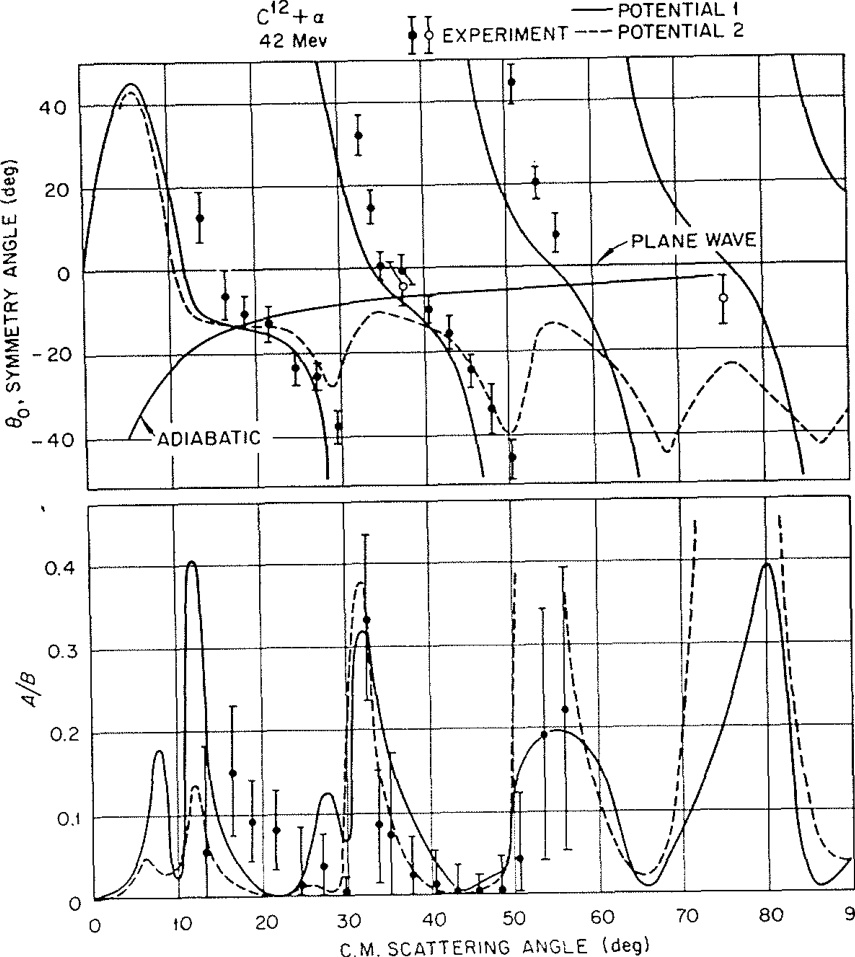 C¹² + α
42 Mev
EXPERIMENT
POTENTIAL 1
POTENTIAL 2
θ₀, SYMMETRY ANGLE (deg)
40
20
0
-20
-40
PLANE WAVE
ADIABATIC
A/B
0.4
0.3
0.2
0.1
0
0 10 20 30 40 50 60 70 80 9
C.M. SCATTERING ANGLE (deg)